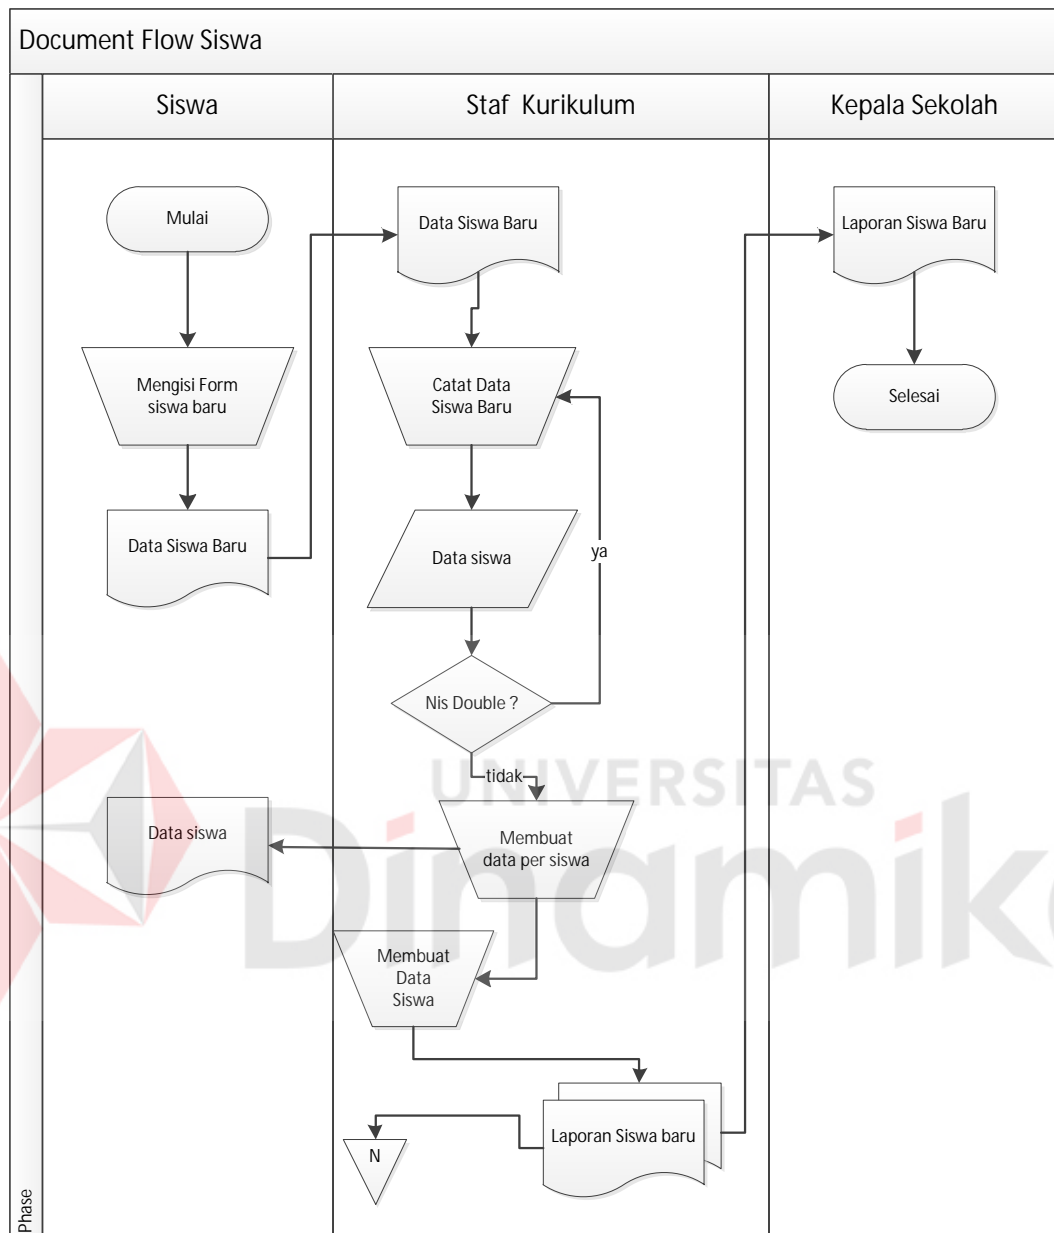 Document Flow Siswa
Siswa
Staf Kurikulum
Kepala Sekolah
Mulai
Data Siswa Baru
Laporan Siswa Baru
Mengisi Form
siswa baru
Catat Data
Siswa Baru
Selesai
Data Siswa Baru
Data siswa
ya
Nis Double ?
tidak
UNIVERSITAS
Dinamika
Data siswa
Membuat
data per siswa
Membuat
Data
Siswa
Laporan Siswa baru
N
Phase